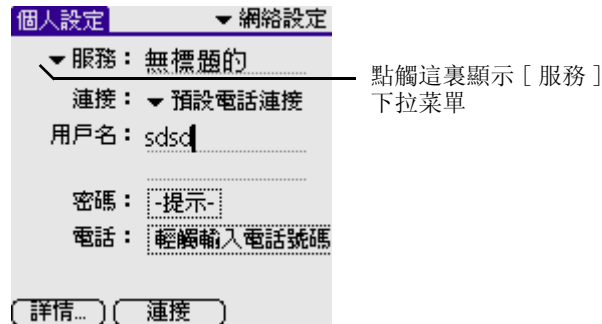 個人設定 ▼ 網絡設定
▼ 服務： 無標題的
連接： ▼ 預設電話連接
用戶名： sdsd
密碼： -提示-
電話： 輕觸輸入電話號碼
詳情... 連接
點觸這裏顯示［服務］
下拉菜單